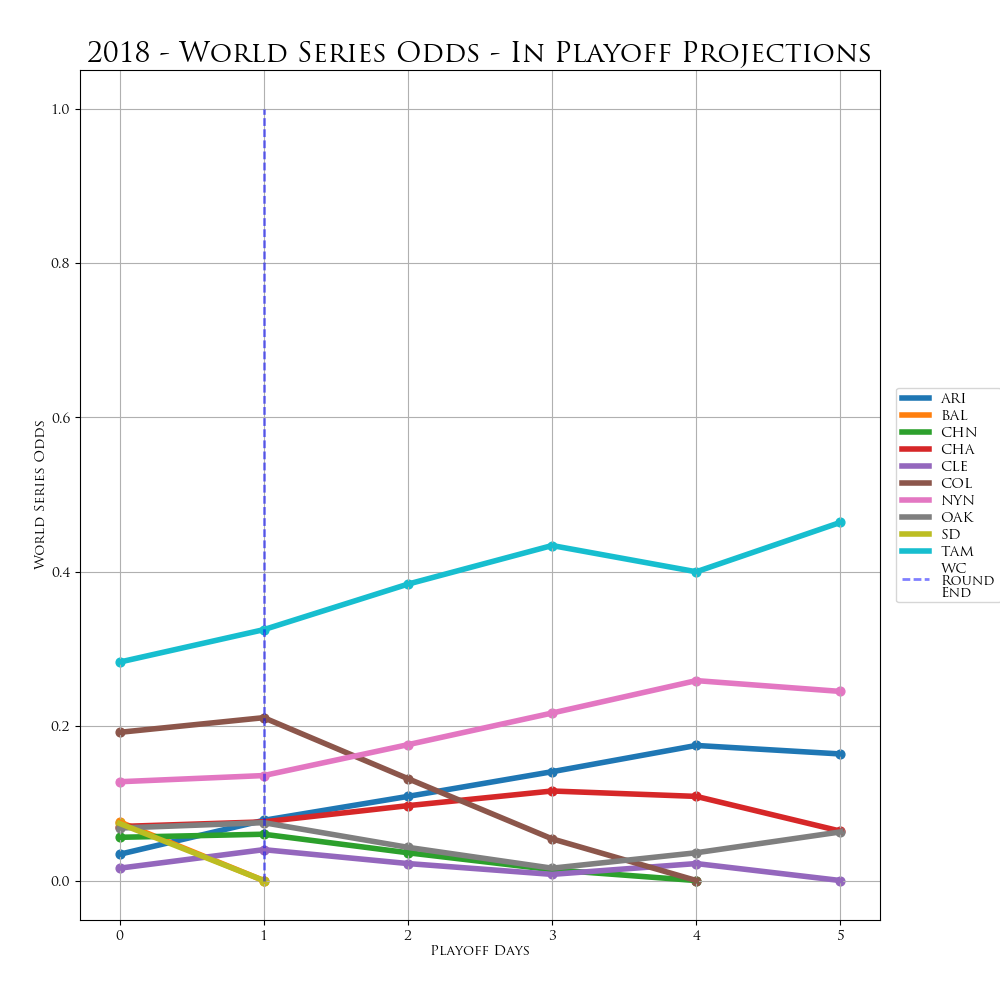 2018 - World Series Odds - In Playoff Projections
1.0
0.8
0.6
0.4
0.2
0.0
World Series Odds
0 1 2 3 4 5
Playoff Days
ARI
BAL
CHN
CHA
CLE
COL
NYN
OAK
SD
TAM
WC
Round
End